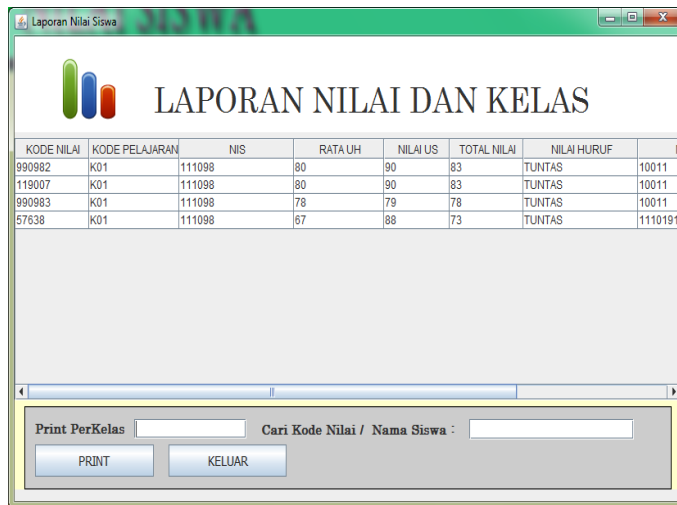 Laporan Nilai Siswa
LAPORAN NILAI DAN KELAS
KODE NILAI KODE PELAJARAN NIS RATA UH NILAI US TOTAL NILAI NILAI HURUF
990982 K01 111098 80 90 83 TUNTAS 10011
119007 K01 111098 80 90 83 TUNTAS 10011
990983 K01 111098 78 79 78 TUNTAS 10011
57638 K01 111098 67 88 73 TUNTAS 1110191
Print PerKelas Cari Kode Nilai / Nama Siswa :
PRINT KELUAR